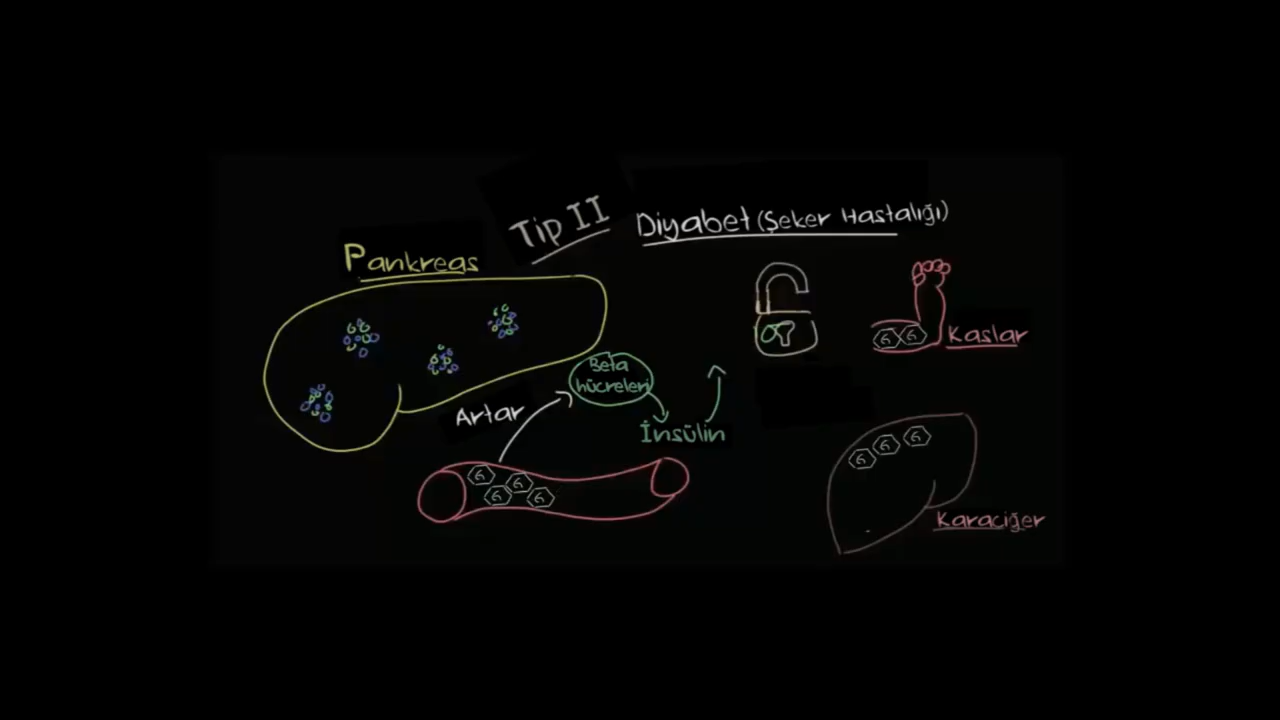 Tip II
Diyabet (Şeker Hastalığı)
Pankreas
Kaslar
G G
Beta
hücreleri
Artar
İnsülin
G G G
G G G
G G
Karaciğer